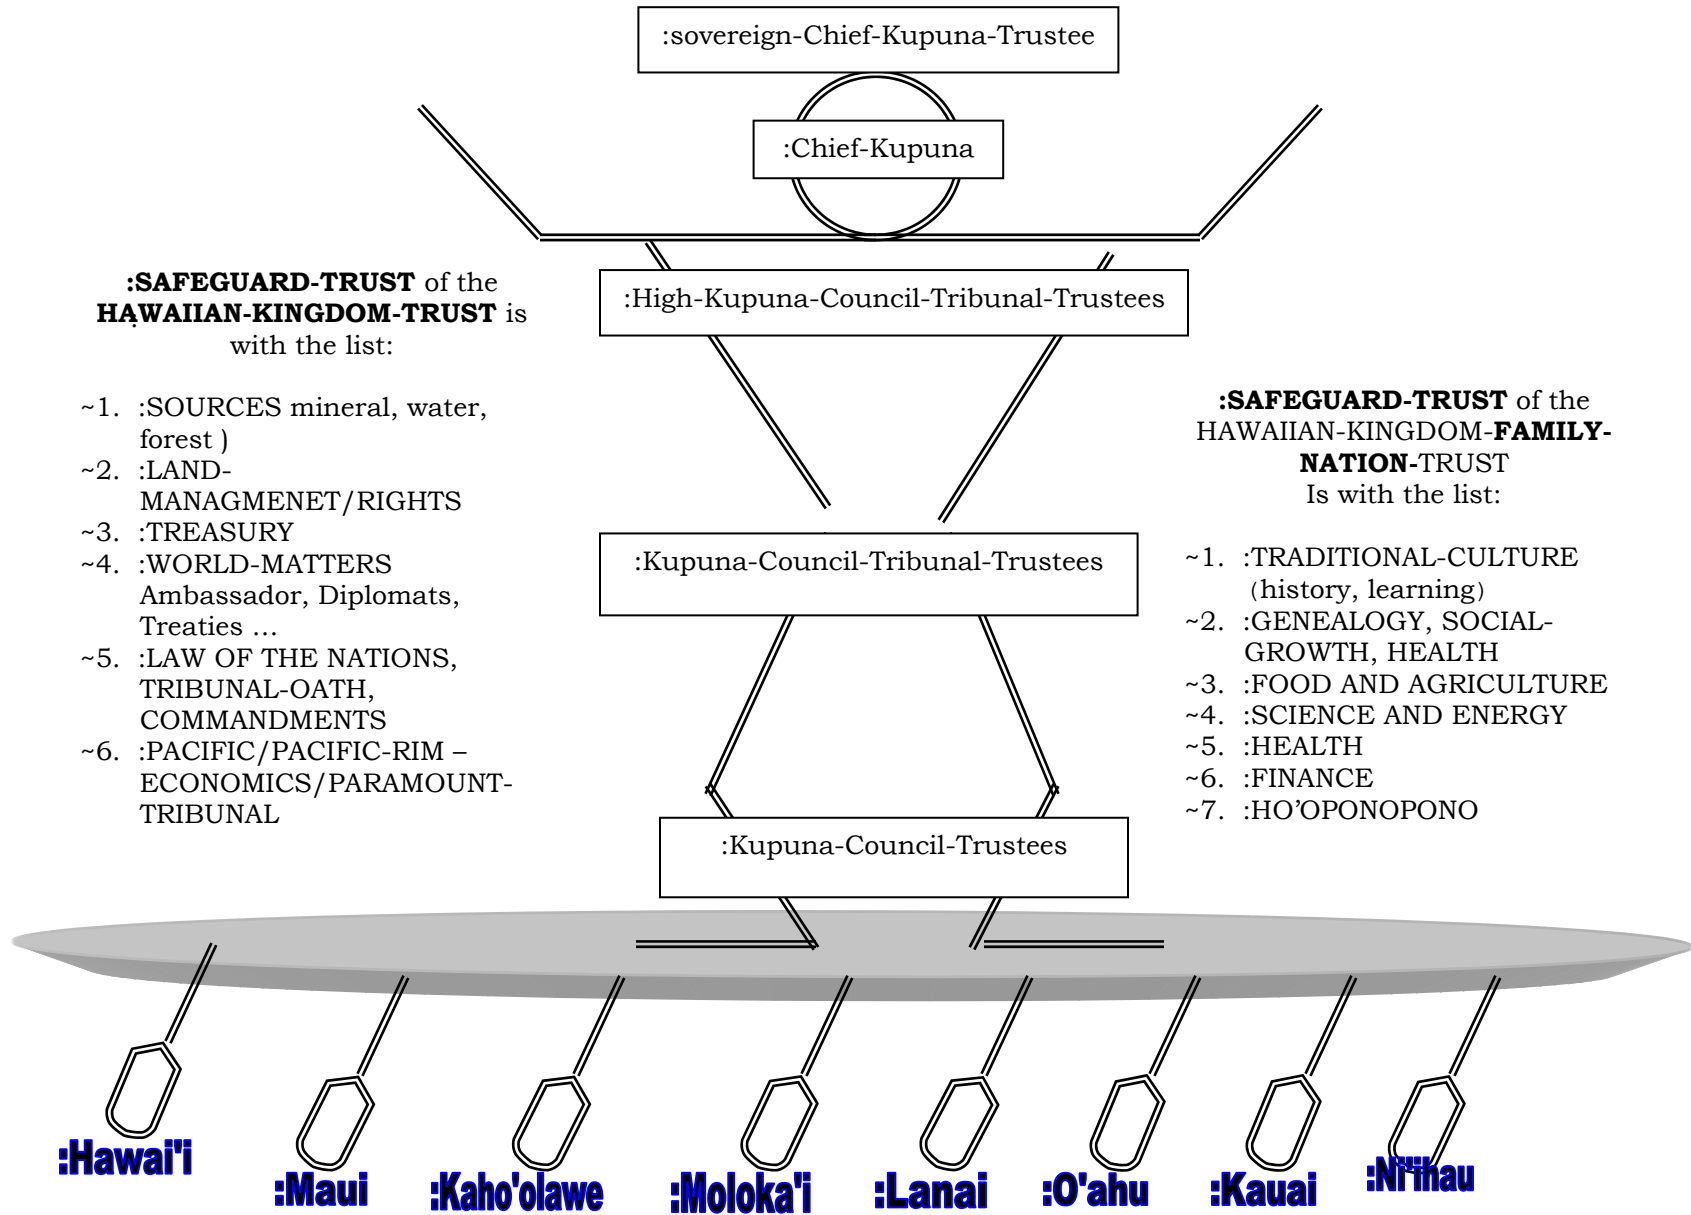 :sovereign-Chief-Kupuna-Trustee
:Chief-Kupuna
:High-Kupuna-Council-Tribunal-Trustees
:SAFEGUARD-TRUST of the
HAWAIIAN-KINGDOM-TRUST is
with the list:
~1. :SOURCES mineral, water,
forest )
~2. :LAND-
MANAGMENET/RIGHTS
~3. :TREASURY
~4. :WORLD-MATTERS
Ambassador, Diplomats,
Treaties …
~5. :LAW OF THE NATIONS,
TRIBUNAL-OATH,
COMMANDMENTS
~6. :PACIFIC/PACIFIC-RIM –
ECONOMICS/PARAMOUNT-
TRIBUNAL
:Kupuna-Council-Tribunal-Trustees
:SAFEGUARD-TRUST of the
HAWAIIAN-KINGDOM-FAMILY-
NATION-TRUST
Is with the list:
~1. :TRADITIONAL-CULTURE
(history, learning)
~2. :GENEALOGY, SOCIAL-
GROWTH, HEALTH
~3. :FOOD AND AGRICULTURE
~4. :SCIENCE AND ENERGY
~5. :HEALTH
~6. :FINANCE
~7. :HO’OPONOPONO
:Kupuna-Council-Trustees
:Hawai'i
:Maui
:Kaho'olawe
:Moloka'i
:Lanai
:O'ahu
:Kauai
:Ni'ihau